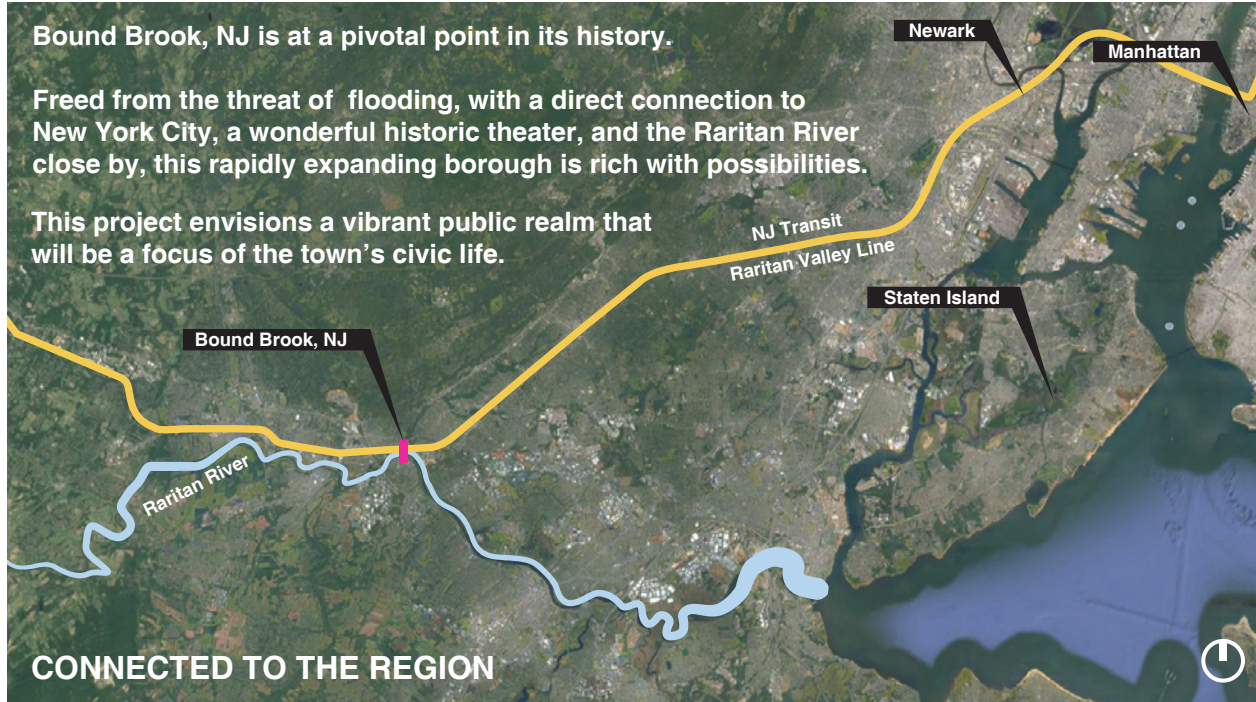 Bound Brook, NJ is at a pivotal point in its history.
Freed from the threat of flooding, with a direct connection to
New York City, a wonderful historic theater, and the Raritan River
close by, this rapidly expanding borough is rich with possibilities.
This project envisions a vibrant public realm that
will be a focus of the town's civic life.
Newark
Manhattan
NJ Transit
Raritan Valley Line
Staten Island
Bound Brook, NJ
Raritan River
CONNECTED TO THE REGION